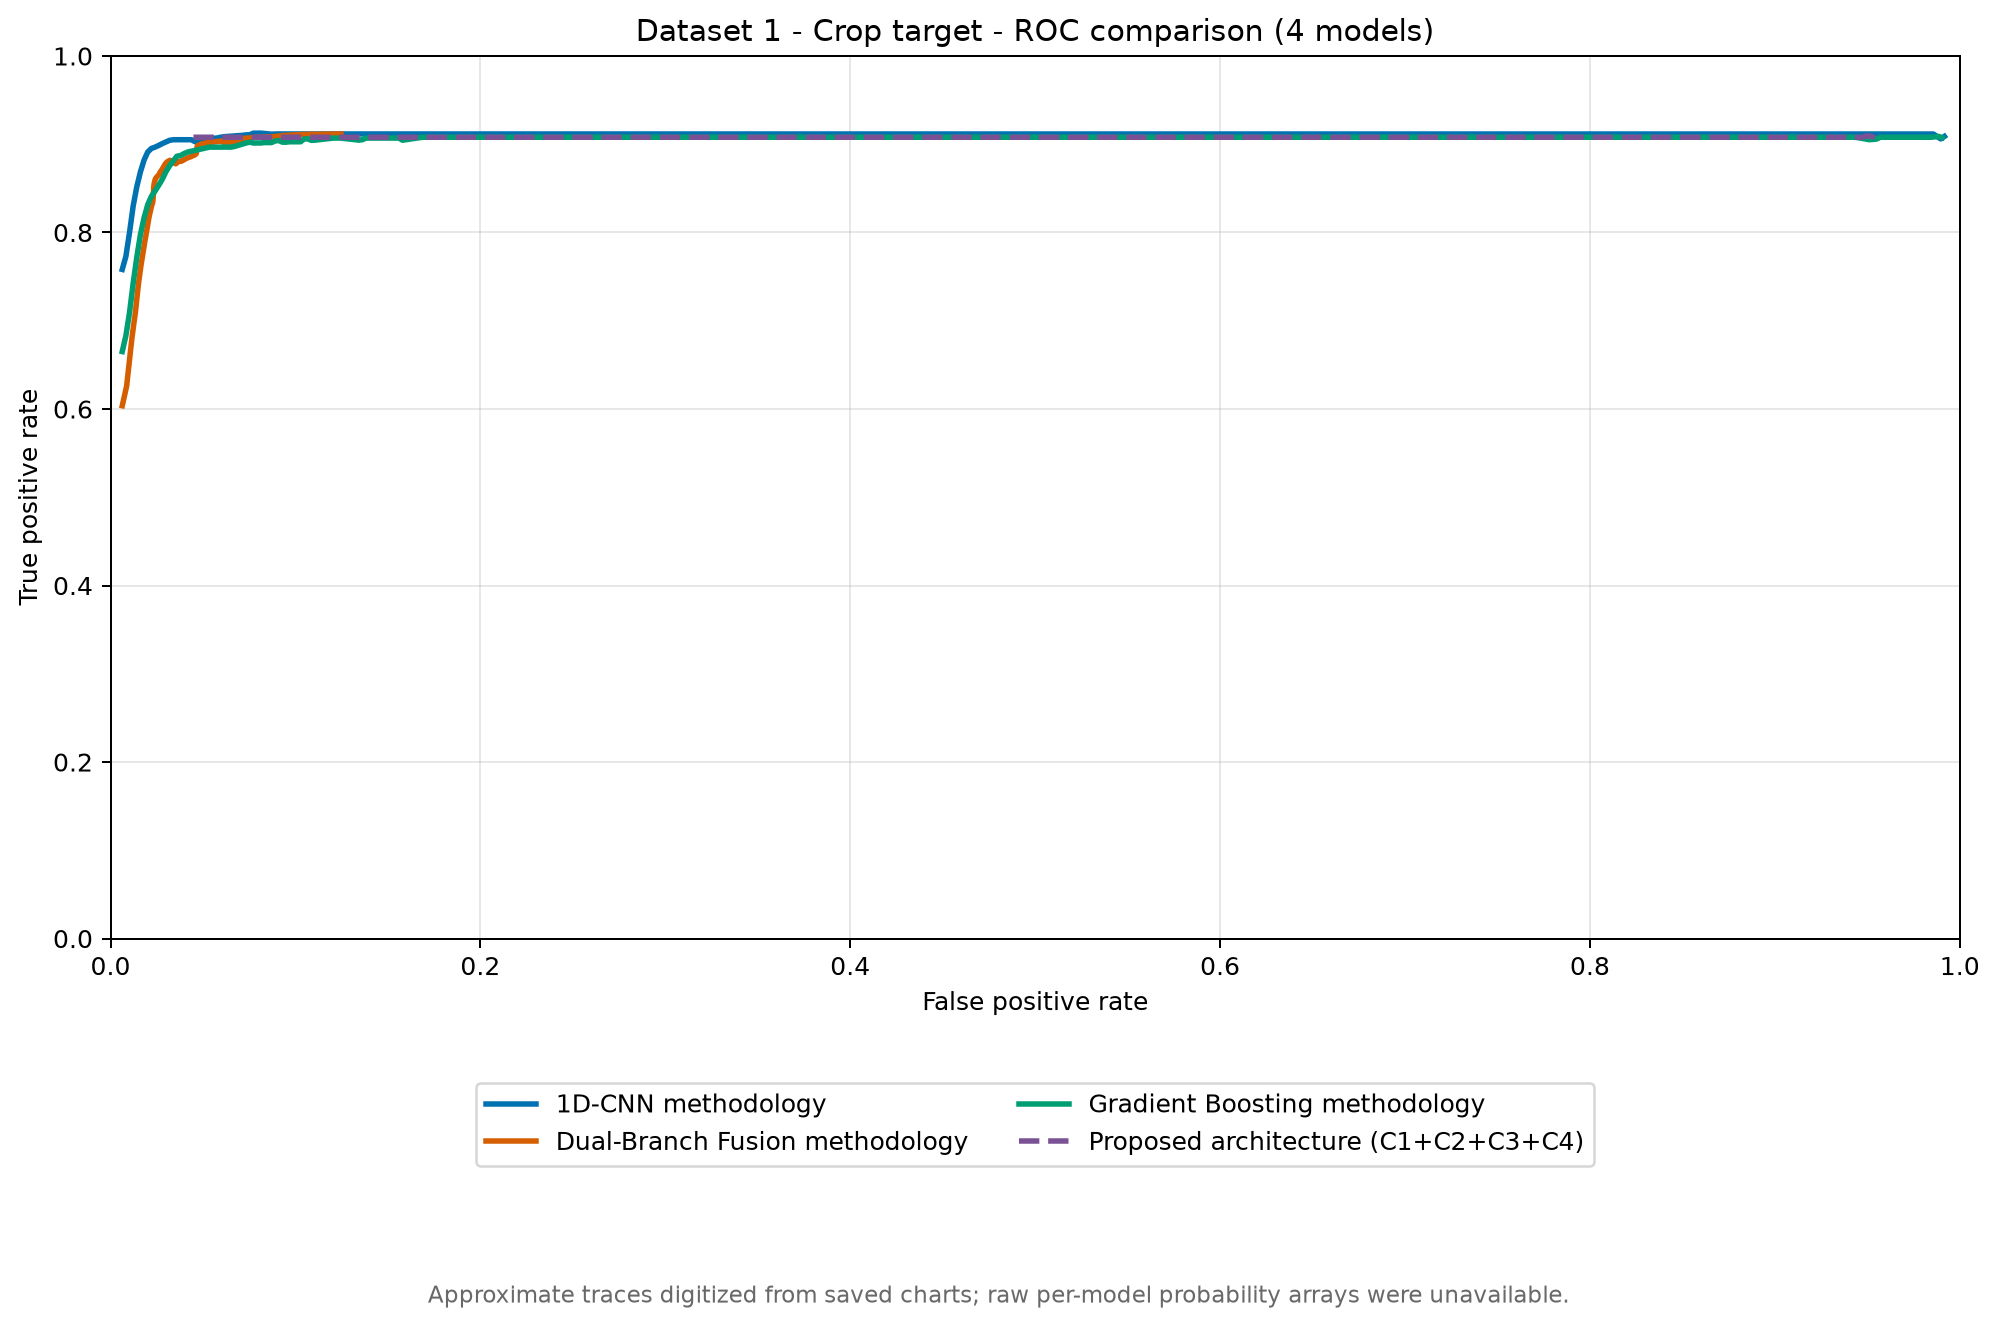 Dataset 1 - Crop target - ROC comparison (4 models)
True positive rate
1.0
0.8
0.6
0.4
0.2
0.0
0.0 0.2 0.4 0.6 0.8 1.0
False positive rate
1D-CNN methodology
Dual-Branch Fusion methodology
Gradient Boosting methodology
Proposed architecture (C1+C2+C3+C4)
Approximate traces digitized from saved charts; raw per-model probability arrays were unavailable.